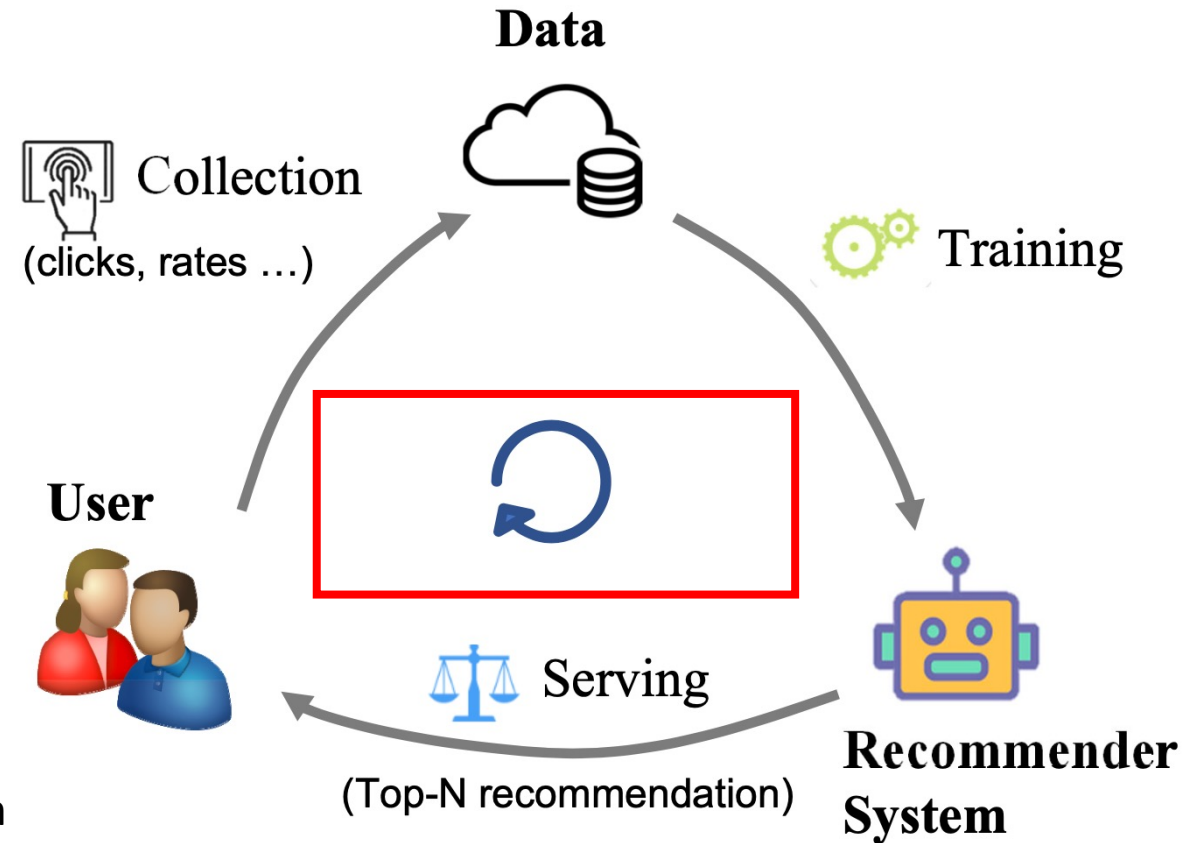 Data
Collection
(clicks, rates …)
Training
User
Serving
(Top-N recommendation)
Recommender
System